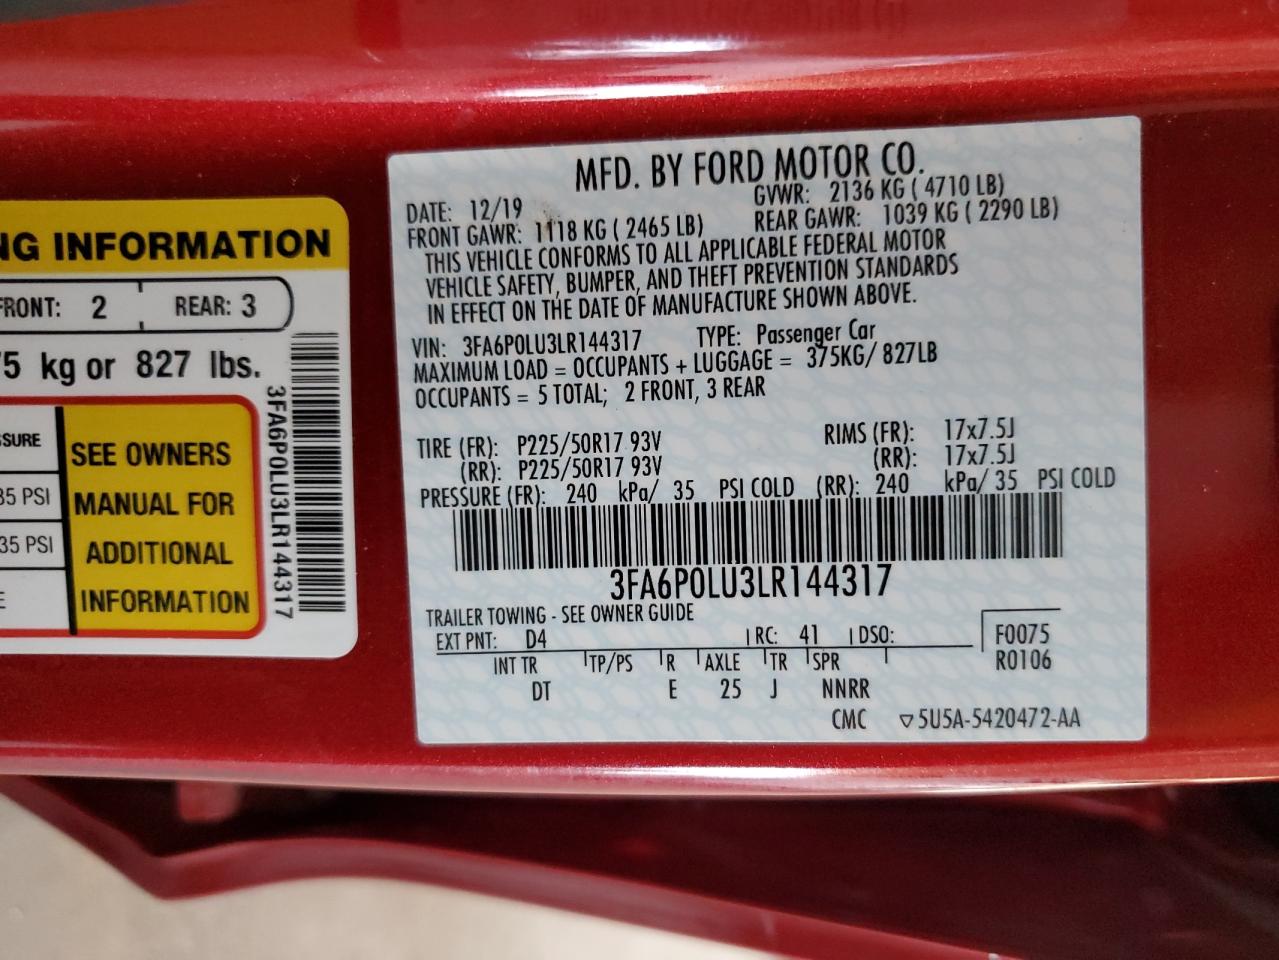 NG INFORMATION
FRONT: 2 REAR: 3
75 kg or 827 lbs.
SSURE
35 PSI
35 PSI
E
SEE OWNERS
MANUAL FOR
ADDITIONAL
INFORMATION
3FA6P0LU3LR144317
MFD. BY FORD MOTOR CO.
DATE: 12/19 GVWR: 2136 KG ( 4710 LB)
FRONT GAWR: 1118 KG ( 2465 LB) REAR GAWR: 1039 KG ( 2290 LB)
THIS VEHICLE CONFORMS TO ALL APPLICABLE FEDERAL MOTOR
VEHICLE SAFETY, BUMPER, AND THEFT PREVENTION STANDARDS
IN EFFECT ON THE DATE OF MANUFACTURE SHOWN ABOVE.
VIN: 3FA6P0LU3LR144317 TYPE: Passenger Car
MAXIMUM LOAD = OCCUPANTS + LUGGAGE = 375KG/ 827LB
OCCUPANTS = 5 TOTAL; 2 FRONT, 3 REAR
TIRE (FR): P225/50R17 93V RIMS (FR): 17x7.5J
(RR): P225/50R17 93V (RR): 17x7.5J
PRESSURE (FR): 240 kPa/ 35 PSI COLD (RR): 240 kPa/ 35 PSI COLD
3FA6P0LU3LR144317
TRAILER TOWING - SEE OWNER GUIDE
EXT PNT: D4 RC: 41 DSO: F0075
INT TR TP/PS R AXLE TR SPR R0106
DT E 25 J NNRR
CMC ▽5U5A-5420472-AA